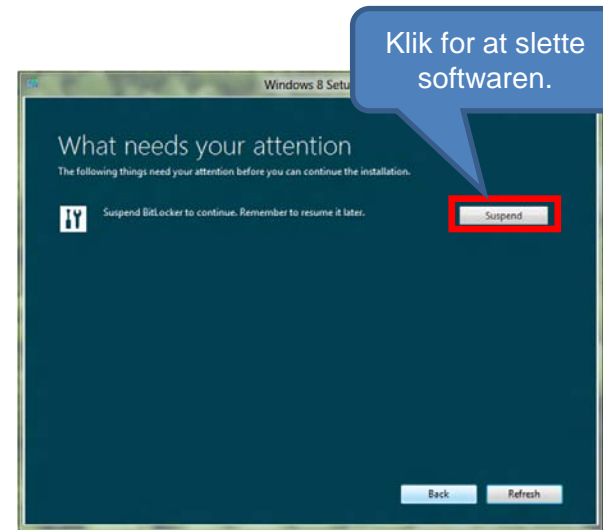 Klik for at slette
softwaren.
Windows 8 Setu
What needs your attention
The following things need your attention before you can continue the installation.
Suspend BitLocker to continue. Remember to resume it later.
Suspend
Back
Refresh